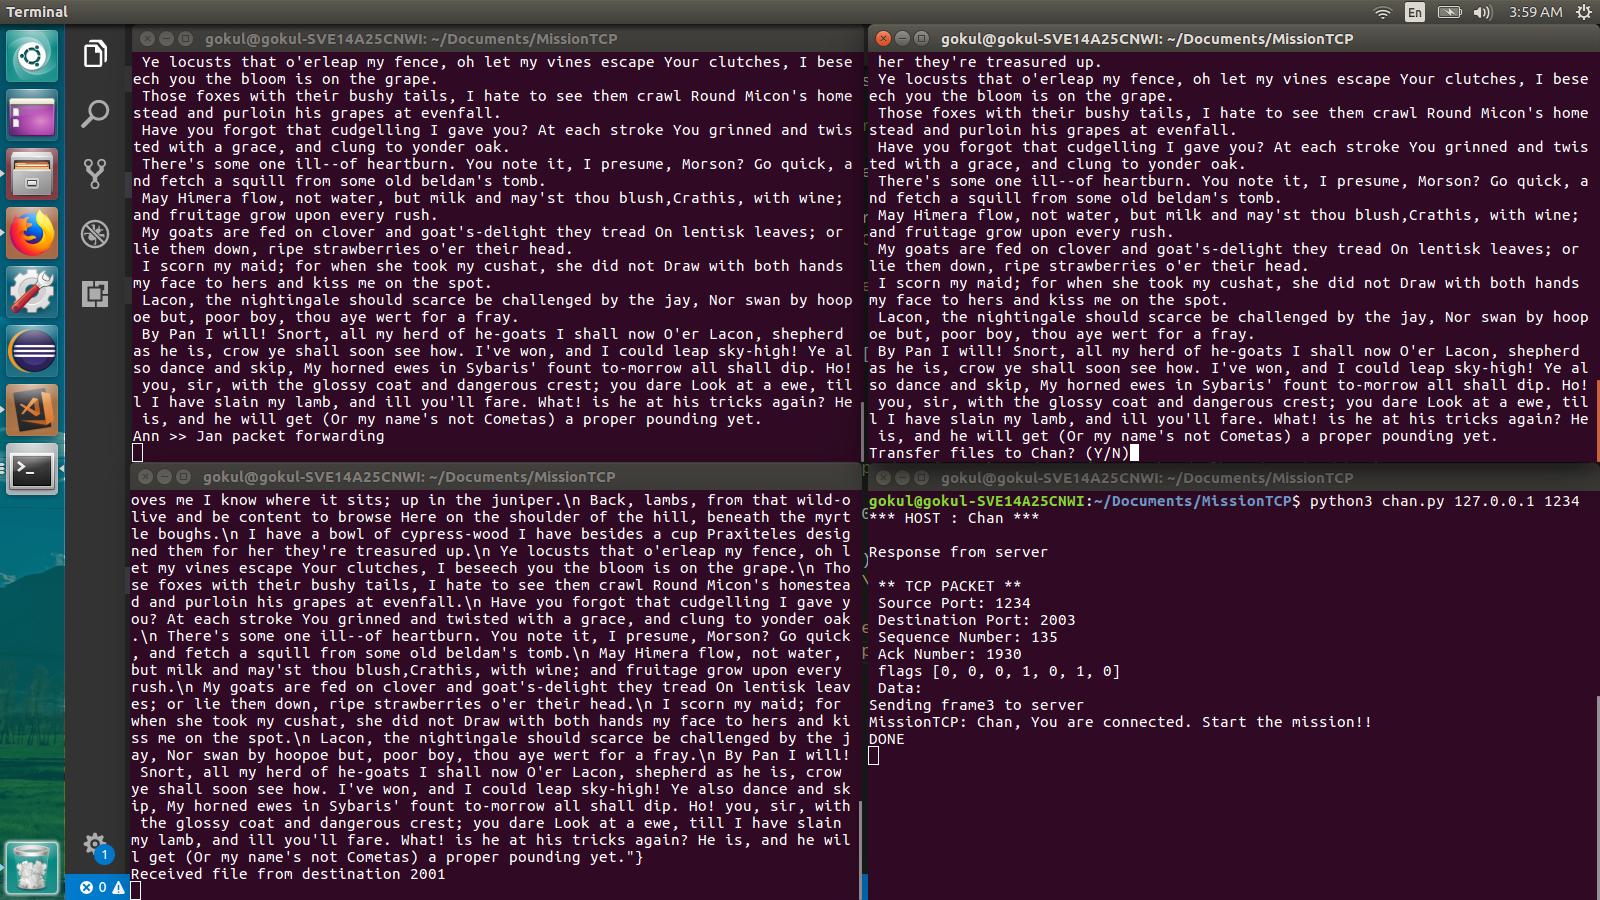 Terminal
En
3:59 AM
gokul@gokul-SVE14A25CNWI: ~/Documents/MissionTCP
Ye locusts that o'erleap my fence, oh let my vines escape Your clutches, I bese
ech you the bloom is on the grape.
Those foxes with their bushy tails, I hate to see them crawl Round Micon's home
stead and purloin his grapes at evenfall.
Have you forgot that cudgelling I gave you? At each stroke You grinned and twis
ted with a grace, and clung to yonder oak.
There's some one ill--of heartburn. You note it, I presume, Morson? Go quick, a
nd fetch a squill from some old beldam's tomb.
May Himera flow, not water, but milk and may'st thou blush,Crathis, with wine;
and fruitage grow upon every rush.
My goats are fed on clover and goat's-delight they tread On lentisk leaves; or
lie them down, ripe strawberries o'er their head.
I scorn my maid; for when she took my cushat, she did not Draw with both hands
my face to hers and kiss me on the spot.
Lacon, the nightingale should scarce be challenged by the jay, Nor swan by hoop
oe but, poor boy, thou aye wert for a fray.
By Pan I will! Snort, all my herd of he-goats I shall now O'er Lacon, shepherd
as he is, crow ye shall soon see how. I've won, and I could leap sky-high! Ye al
so dance and skip, My horned ewes in Sybaris' fount to-morrow all shall dip. Ho!
you, sir, with the glossy coat and dangerous crest; you dare Look at a ewe, til
l I have slain my lamb, and ill you'll fare. What! is he at his tricks again? He
is, and he will get (Or my name's not Cometas) a proper pounding yet.
Ann >> Jan packet forwarding
gokul@gokul-SVE14A25CNWI: ~/Documents/MissionTCP
her they're treasured up.
Ye locusts that o'erleap my fence, oh let my vines escape Your clutches, I bese
ech you the bloom is on the grape.
Those foxes with their bushy tails, I hate to see them crawl Round Micon's home
stead and purloin his grapes at evenfall.
Have you forgot that cudgelling I gave you? At each stroke You grinned and twis
ted with a grace, and clung to yonder oak.
There's some one ill--of heartburn. You note it, I presume, Morson? Go quick, a
nd fetch a squill from some old beldam's tomb.
May Himera flow, not water, but milk and may'st thou blush,Crathis, with wine;
and fruitage grow upon every rush.
My goats are fed on clover and goat's-delight they tread On lentisk leaves; or
lie them down, ripe strawberries o'er their head.
I scorn my maid; for when she took my cushat, she did not Draw with both hands
my face to hers and kiss me on the spot.
Lacon, the nightingale should scarce be challenged by the jay, Nor swan by hoop
oe but, poor boy, thou aye wert for a fray.
By Pan I will! Snort, all my herd of he-goats I shall now O'er Lacon, shepherd
as he is, crow ye shall soon see how. I've won, and I could leap sky-high! Ye al
so dance and skip, My horned ewes in Sybaris' fount to-morrow all shall dip. Ho!
you, sir, with the glossy coat and dangerous crest; you dare Look at a ewe, til
l I have slain my lamb, and ill you'll fare. What! is he at his tricks again? He
is, and he will get (Or my name's not Cometas) a proper pounding yet.
Transfer files to Chan? (Y/N)
gokul@gokul-SVE14A25CNWI: ~/Documents/MissionTCP
oves me I know where it sits; up in the juniper.\n Back, lambs, from that wild-o
live and be content to browse Here on the shoulder of the hill, beneath the myrt
le boughs.\n I have a bowl of cypress-wood I have besides a cup Praxiteles desig
ned them for her they're treasured up.\n Ye locusts that o'erleap my fence, oh l
et my vines escape Your clutches, I beseech you the bloom is on the grape.\n Tho
se foxes with their bushy tails, I hate to see them crawl Round Micon's homestea
d and purloin his grapes at evenfall.\n Have you forgot that cudgelling I gave y
ou? At each stroke You grinned and twisted with a grace, and clung to yonder oak
.\n There's some one ill--of heartburn. You note it, I presume, Morson? Go quick
, and fetch a squill from some old beldam's tomb.\n May Himera flow, not water,
but milk and may'st thou blush,Crathis, with wine; and fruitage grow upon every
rush.\n My goats are fed on clover and goat's-delight they tread On lentisk leav
es; or lie them down, ripe strawberries o'er their head.\n I scorn my maid; for
when she took my cushat, she did not Draw with both hands my face to hers and ki
ss me on the spot.\n Lacon, the nightingale should scarce be challenged by the j
ay, Nor swan by hoopoe but, poor boy, thou aye wert for a fray.\n By Pan I will!
Snort, all my herd of he-goats I shall now O'er Lacon, shepherd as he is, crow
ye shall soon see how. I've won, and I could leap sky-high! Ye also dance and sk
ip, My horned ewes in Sybaris' fount to-morrow all shall dip. Ho! you, sir, with
the glossy coat and dangerous crest; you dare Look at a ewe, till I have slain
my lamb, and ill you'll fare. What! is he at his tricks again? He is, and he wil
l get (Or my name's not Cometas) a proper pounding yet."}
Received file from destination 2001
gokul@gokul-SVE14A25CNWI: ~/Documents/MissionTCP
gokul@gokul-SVE14A25CNWI:~/Documents/MissionTCP$ python3 chan.py 127.0.0.1 1234
*** HOST : Chan ***
Response from server
** TCP PACKET **
Source Port: 1234
Destination Port: 2003
Sequence Number: 135
Ack Number: 1930
flags [0, 0, 0, 1, 0, 1, 0]
Data:
Sending frame3 to server
MissionTCP: Chan, You are connected. Start the mission!!
DONE
1
0